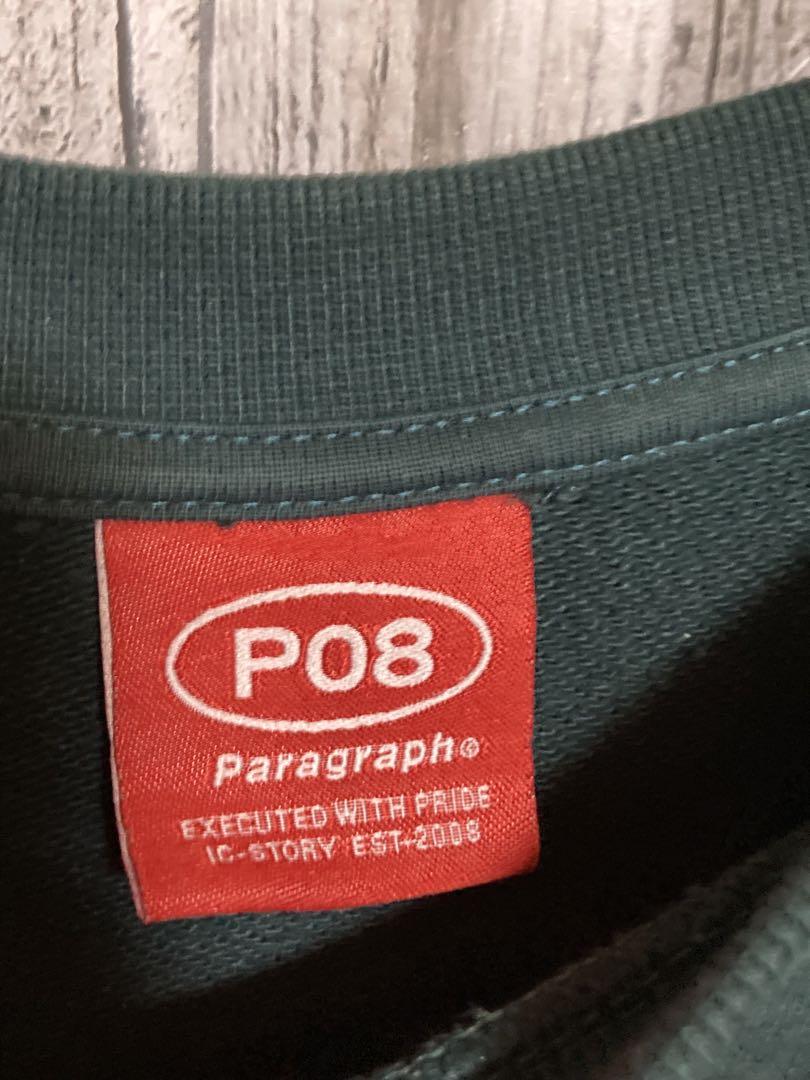 P08
Paragraph®
EXECUTED WITH PRIDE
IC-STORY EST-2008